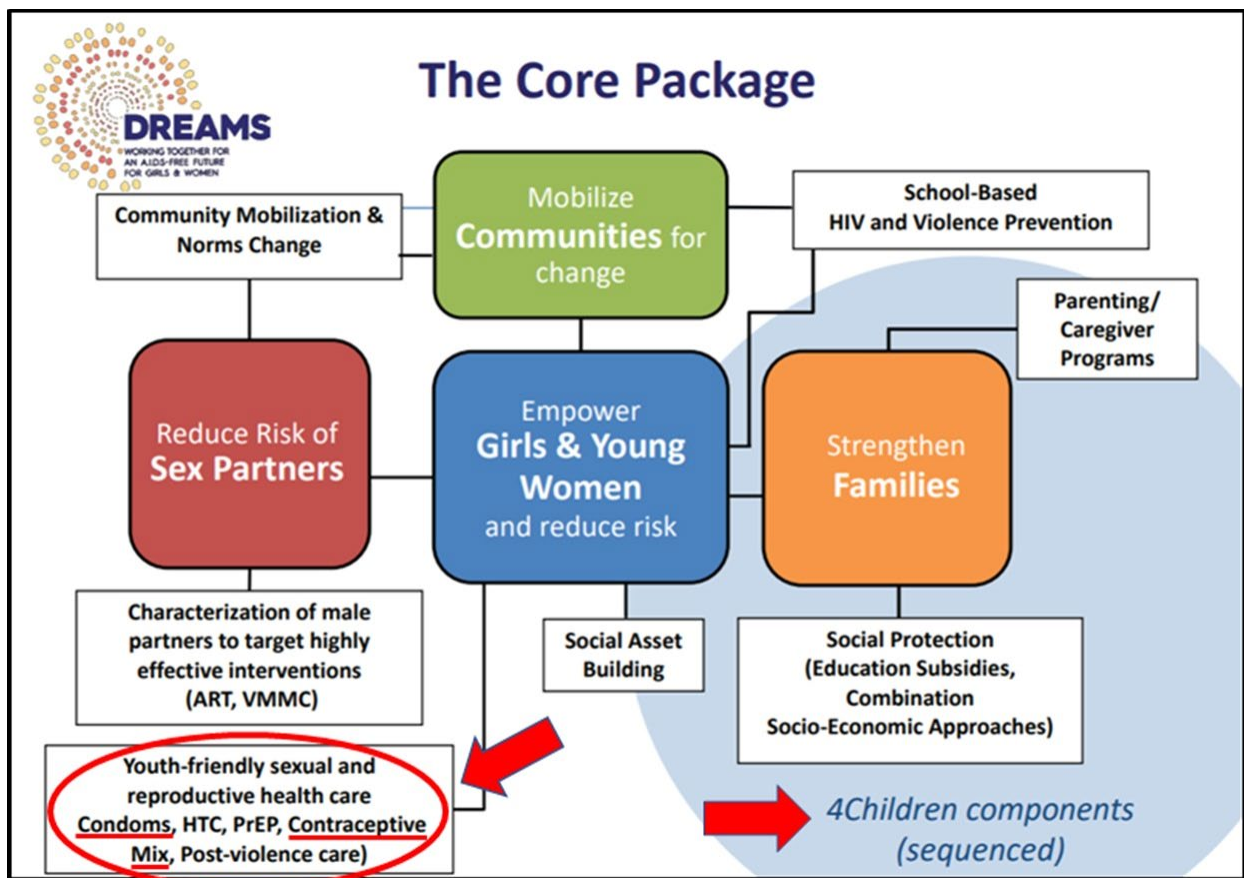 The Core Package
DREAMS
WORKING TOGETHER FOR
AN A.I.D.S-FREE FUTURE
FOR GIRLS & WOMEN
Mobilize
Communities for
change
Community Mobilization &
Norms Change
School-Based
HIV and Violence Prevention
Parenting/
Caregiver
Programs
Reduce Risk of
Sex Partners
Empower
Girls & Young
Women
and reduce risk
Strengthen
Families
Characterization of male
partners to target highly
effective interventions
(ART, VMMC)
Social Asset
Building
Social Protection
(Education Subsidies,
Combination
Socio-Economic Approaches)
Youth-friendly sexual and
reproductive health care
Condoms, HTC, PrEP, Contraceptive
Mix, Post-violence care)
4Children components
(sequenced)